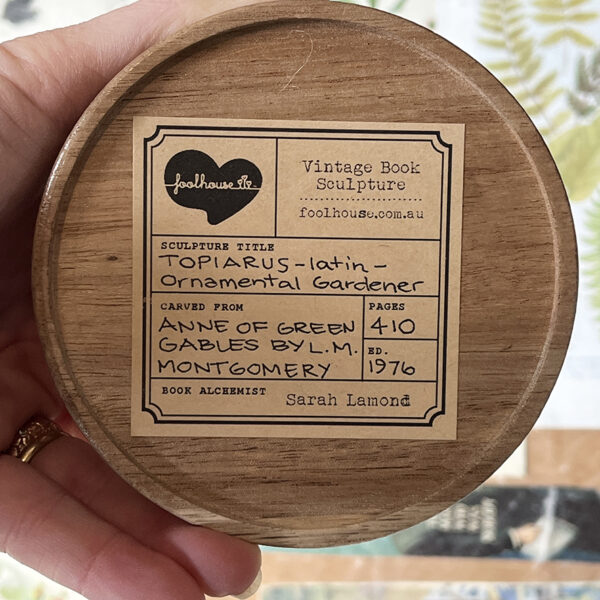 foolhouse
Vintage Book
Sculpture
foolhouse.com.au
SCULPTURE TITLE
TOPIARUS-latin-
Ornamental Gardener
CARVED FROM
ANNE OF GREEN
GABLES BY L.M.
MONTGOMERY
PAGES
410
ED.
1976
BOOK ALCHEMIST
Sarah Lamond